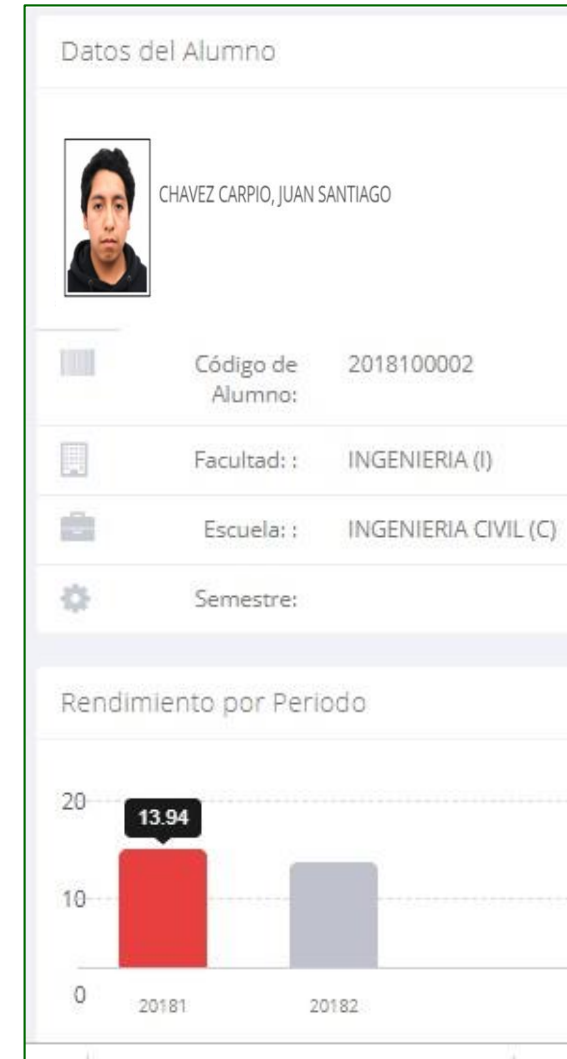 Datos del Alumno
CHAVEZ CARPIO, JUAN SANTIAGO
Código de 2018100002
Alumno:
Facultad: : INGENIERIA (I)
Escuela: : INGENIERIA CIVIL (C)
Semestre:
Rendimiento por Periodo
20
13.94
10
0
20181 20182